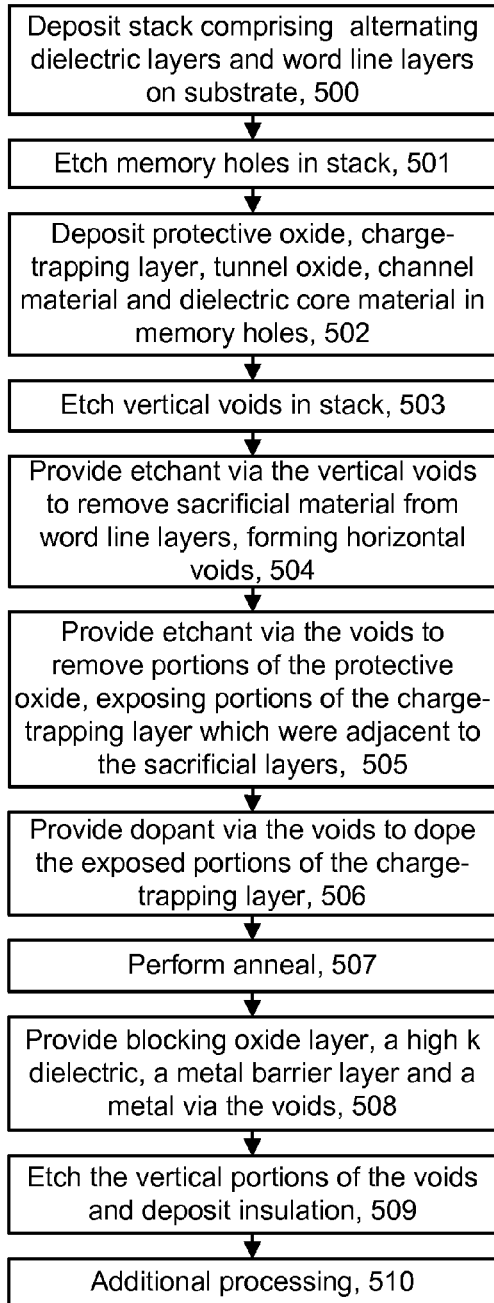 Deposit stack comprising alternating
dielectric layers and word line layers
on substrate, 500
Etch memory holes in stack, 501
Deposit protective oxide, charge-
trapping layer, tunnel oxide, channel
material and dielectric core material in
memory holes, 502
Etch vertical voids in stack, 503
Provide etchant via the vertical voids
to remove sacrificial material from
word line layers, forming horizontal
voids, 504
Provide etchant via the voids to
remove portions of the protective
oxide, exposing portions of the charge-
trapping layer which were adjacent to
the sacrificial layers, 505
Provide dopant via the voids to dope
the exposed portions of the charge-
trapping layer, 506
Perform anneal, 507
Provide blocking oxide layer, a high k
dielectric, a metal barrier layer and a
metal via the voids, 508
Etch the vertical portions of the voids
and deposit insulation, 509
Additional processing, 510